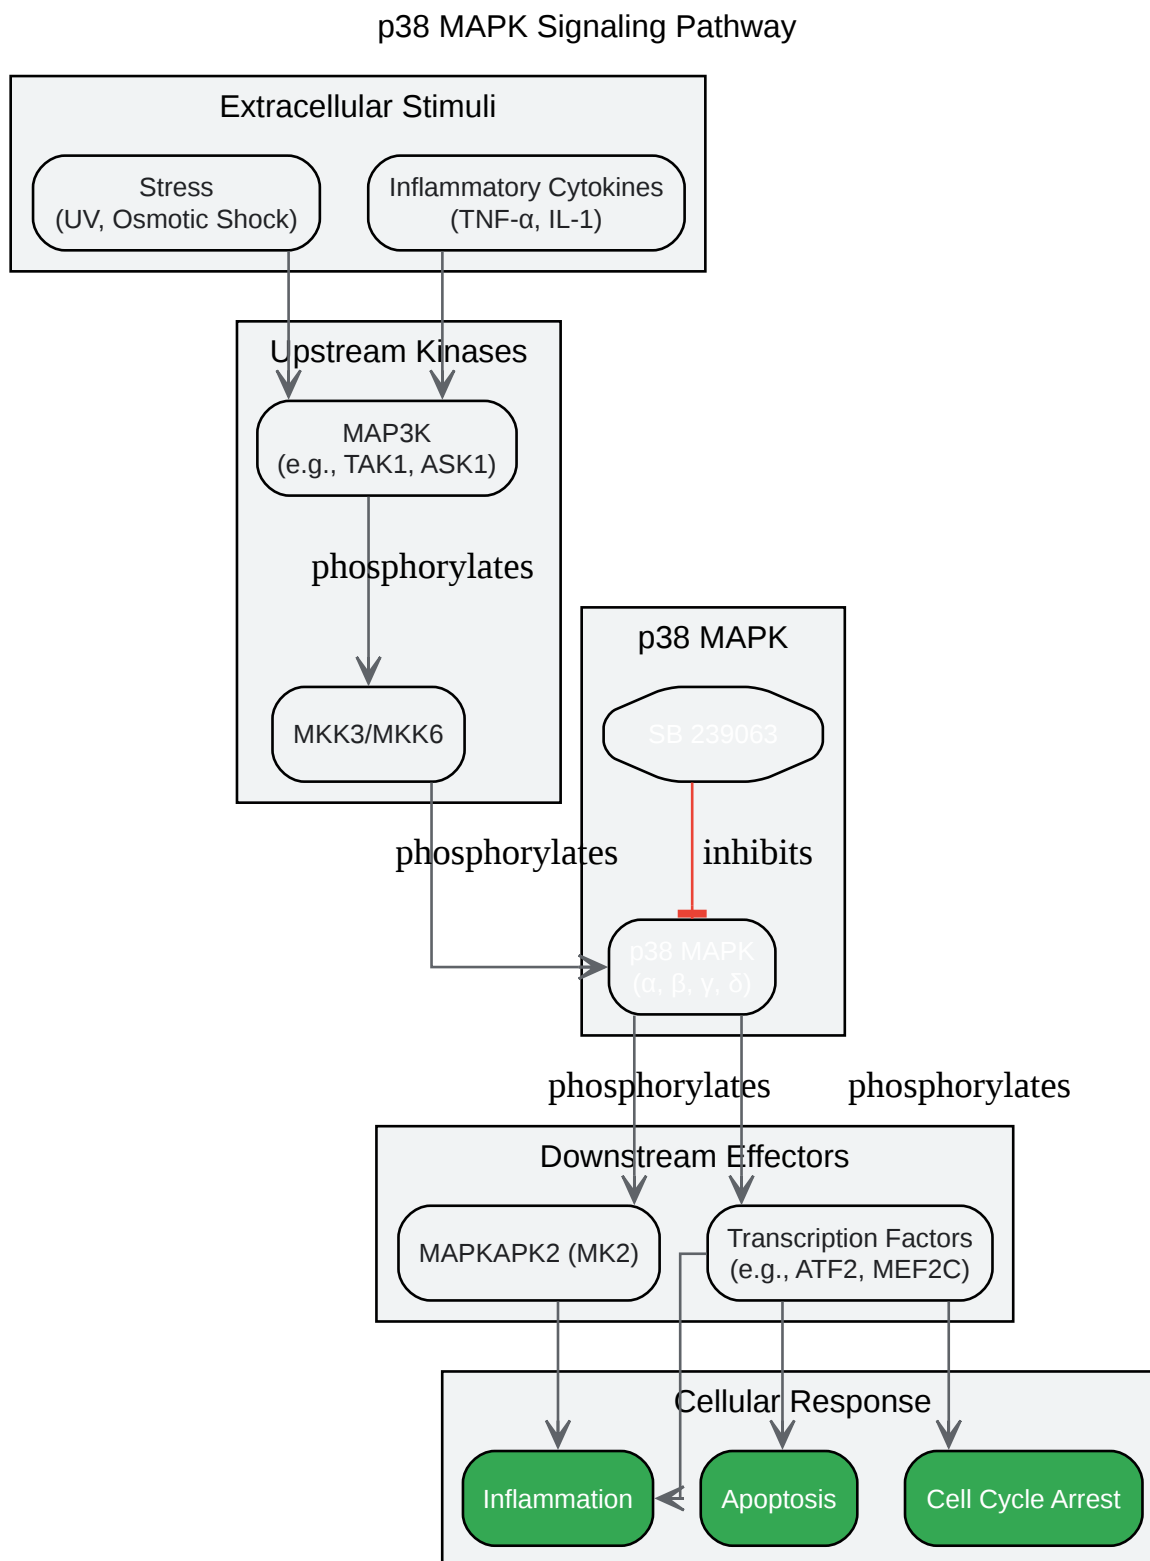 p38 MAPK Signaling Pathway
Extracellular Stimuli
Stress
(UV, Osmotic Shock)
Inflammatory Cytokines
(TNF-α, IL-1)
Upstream Kinases
MAP3K
(e.g., TAK1, ASK1)
phosphorylates
MKK3/MKK6
p38 MAPK
SB 239063
phosphorylates
inhibits
p38 MAPK
(α, β, γ, δ)
phosphorylates
phosphorylates
Downstream Effectors
MAPKAPK2 (MK2)
Transcription Factors
(e.g., ATF2, MEF2C)
Cellular Response
Inflammation
Apoptosis
Cell Cycle Arrest